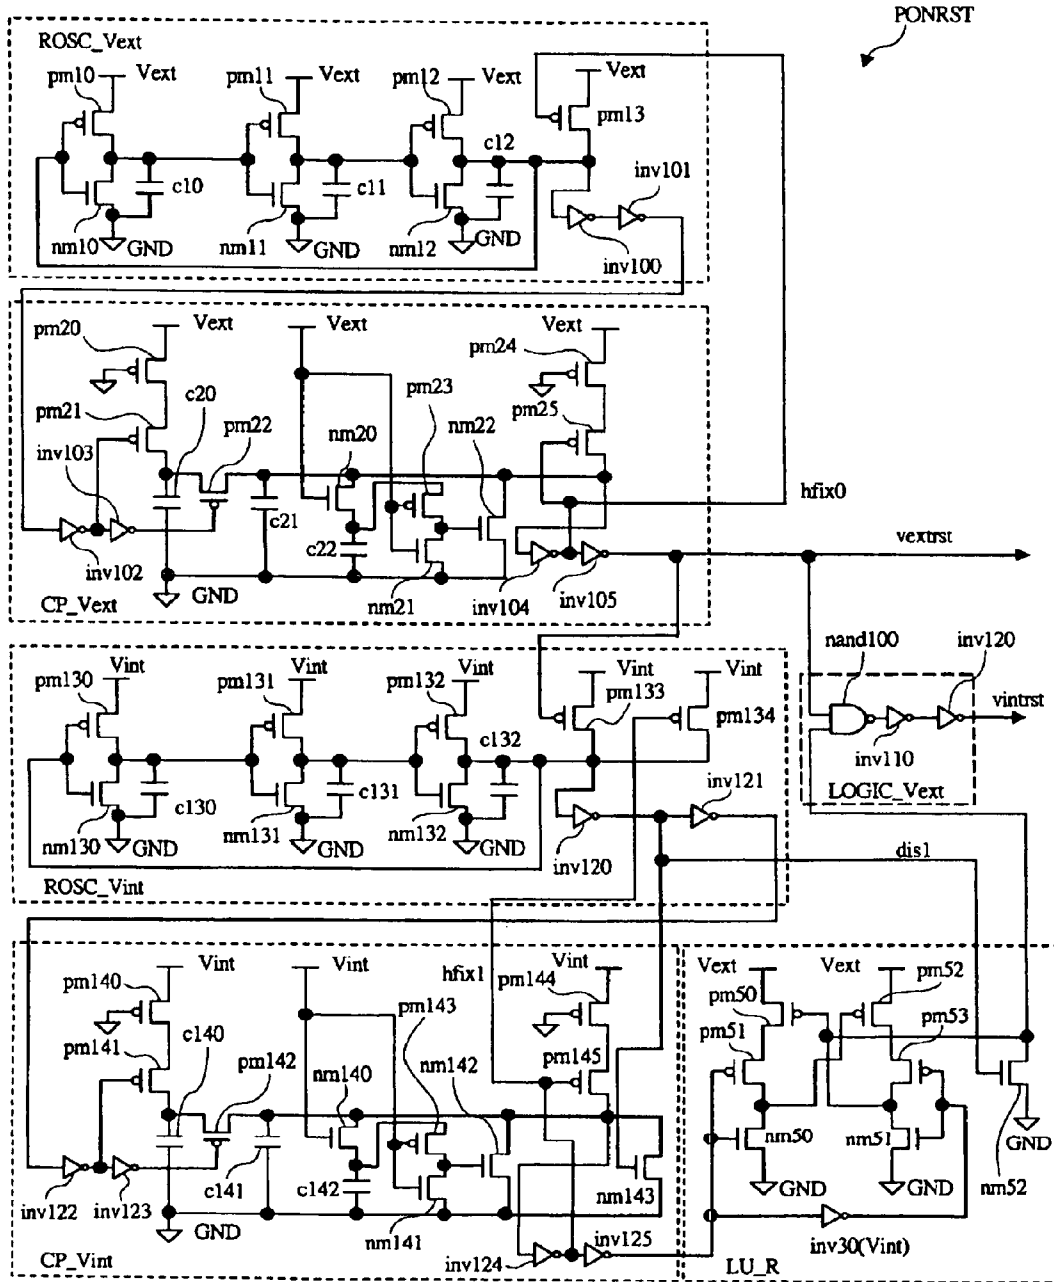 PONRST
ROSC_Vext
pm10
Vext
pm11
Vext
pm12
Vext
Vext
pm13
c10
c11
c12
inv101
nm10
GND
nm11
GND
nm12
GND
inv100
pm20
Vext
Vext
Vext
pm24
c20
pm23
pm21
pm22
nm20
nm22
pm25
inv103
hfix0
c21
c22
vextrst
inv102
GND
nm21
inv104
inv105
CP_Vext
nand100
inv120
Vint
Vint
Vint
Vint
Vint
pm130
pm131
pm132
pm133
pm134
vintrst
c132
inv110
c130
c131
inv121
LOGIC_Vext
nm130
GND
nm131
GND
nm132
GND
inv120
dis1
ROSC_Vint
Vint
Vint
hfix1
Vint
Vext
Vext
pm52
pm140
pm144
pm50
c140
pm143
pm53
pm141
pm142
pm145
pm51
nm140
nm142
nm50
nm51
GND
c141
c142
nm143
GND
GND
nm52
inv122
inv123
GND
nm141
inv125
inv124
inv30(Vint)
CP_Vint
LU_R